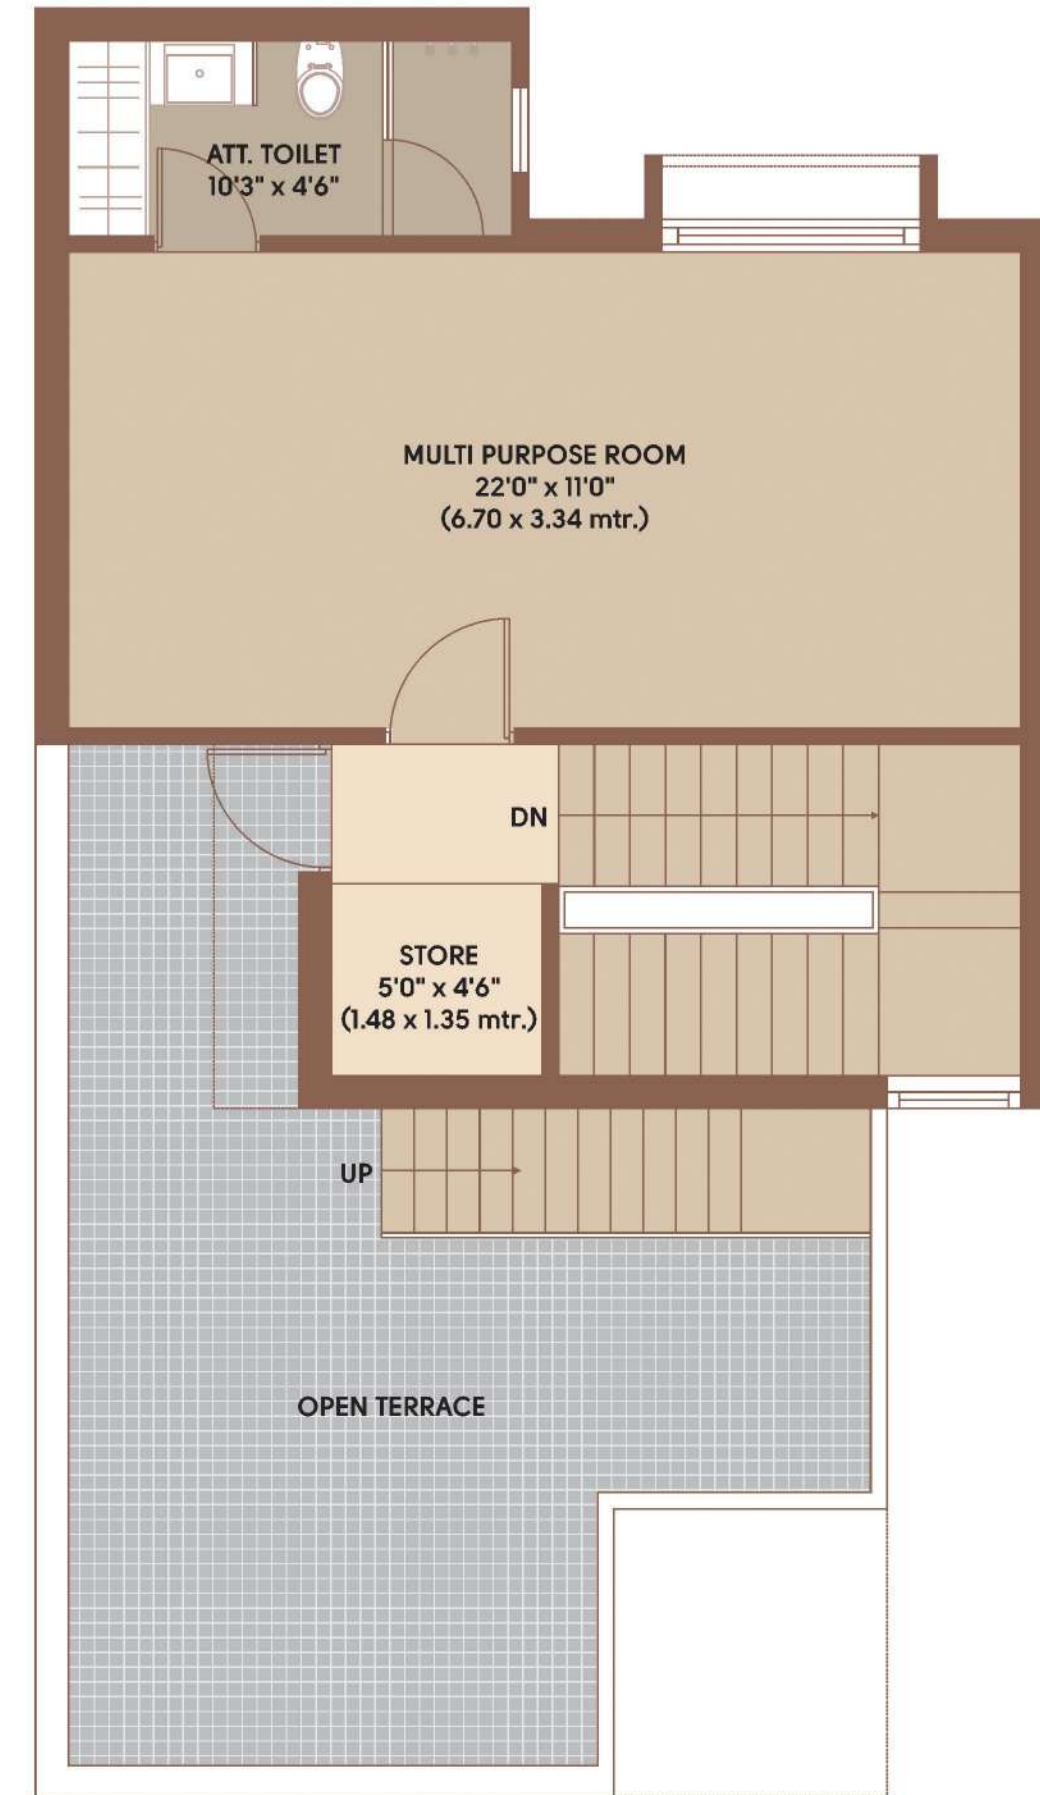 ATT. TOILET
10'3" x 4'6"
MULTI PURPOSE ROOM
22'0" x 11'0"
(6.70 x 3.34 mtr.)
DN
STORE
5'0" x 4'6"
(1.48 x 1.35 mtr.)
UP
OPEN TERRACE